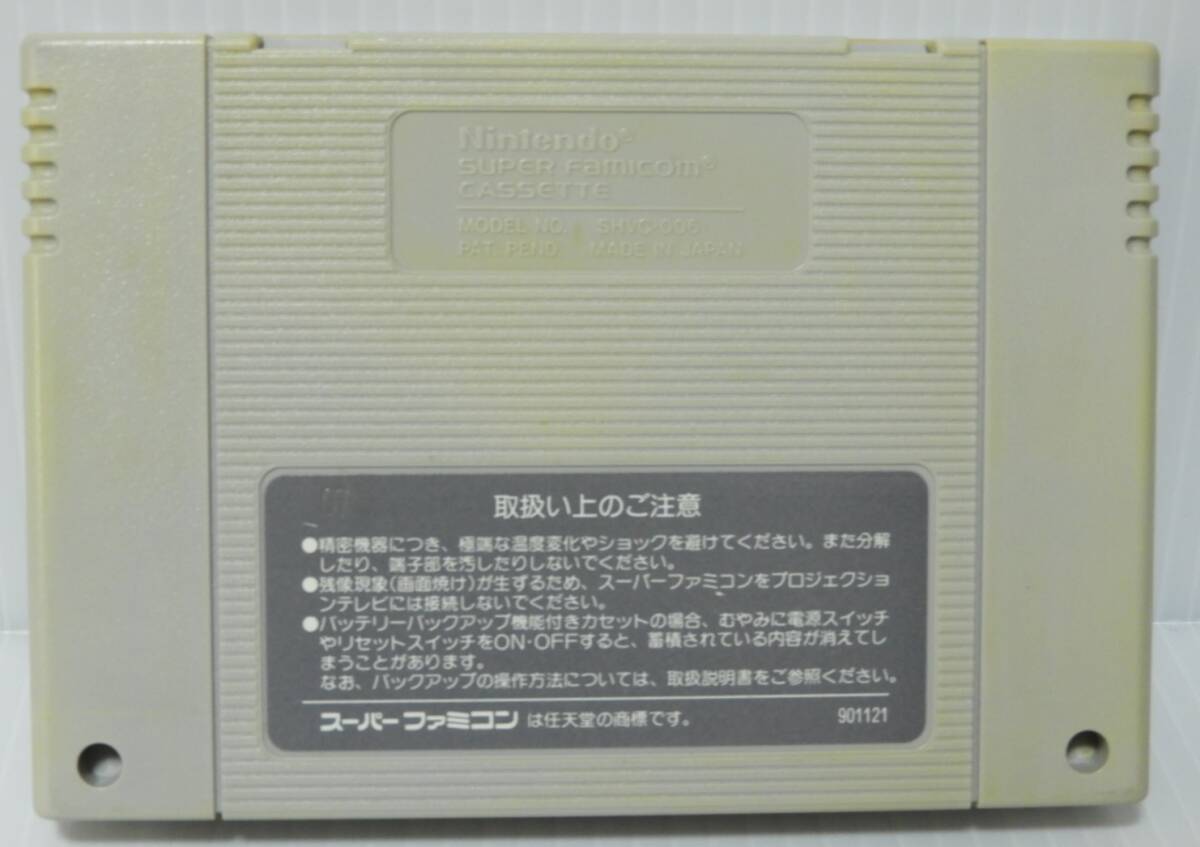 Nintendo®
SUPER Famicom®
CASSETTE
MODEL NO. SHVC-006
PAT. PEND. MADE IN JAPAN
取扱い上のご注意
●精密機器につき、極端な温度変化やショックを避けてください。また分解
したり、端子部を汚したりしないでください。
●残像現象(画面焼け)が生ずるため、スーパーファミコンをプロジェクショ
ンテレビには接続しないでください。
●バッテリーバックアップ機能付きカセットの場合、むやみに電源スイッチ
やリセットスイッチをON・OFFすると、蓄積されている内容が消えてし
まうことがあります。
なお、バックアップの操作方法については、取扱説明書をご参照ください。
スーパーファミコン は任天堂の商標です。 901121